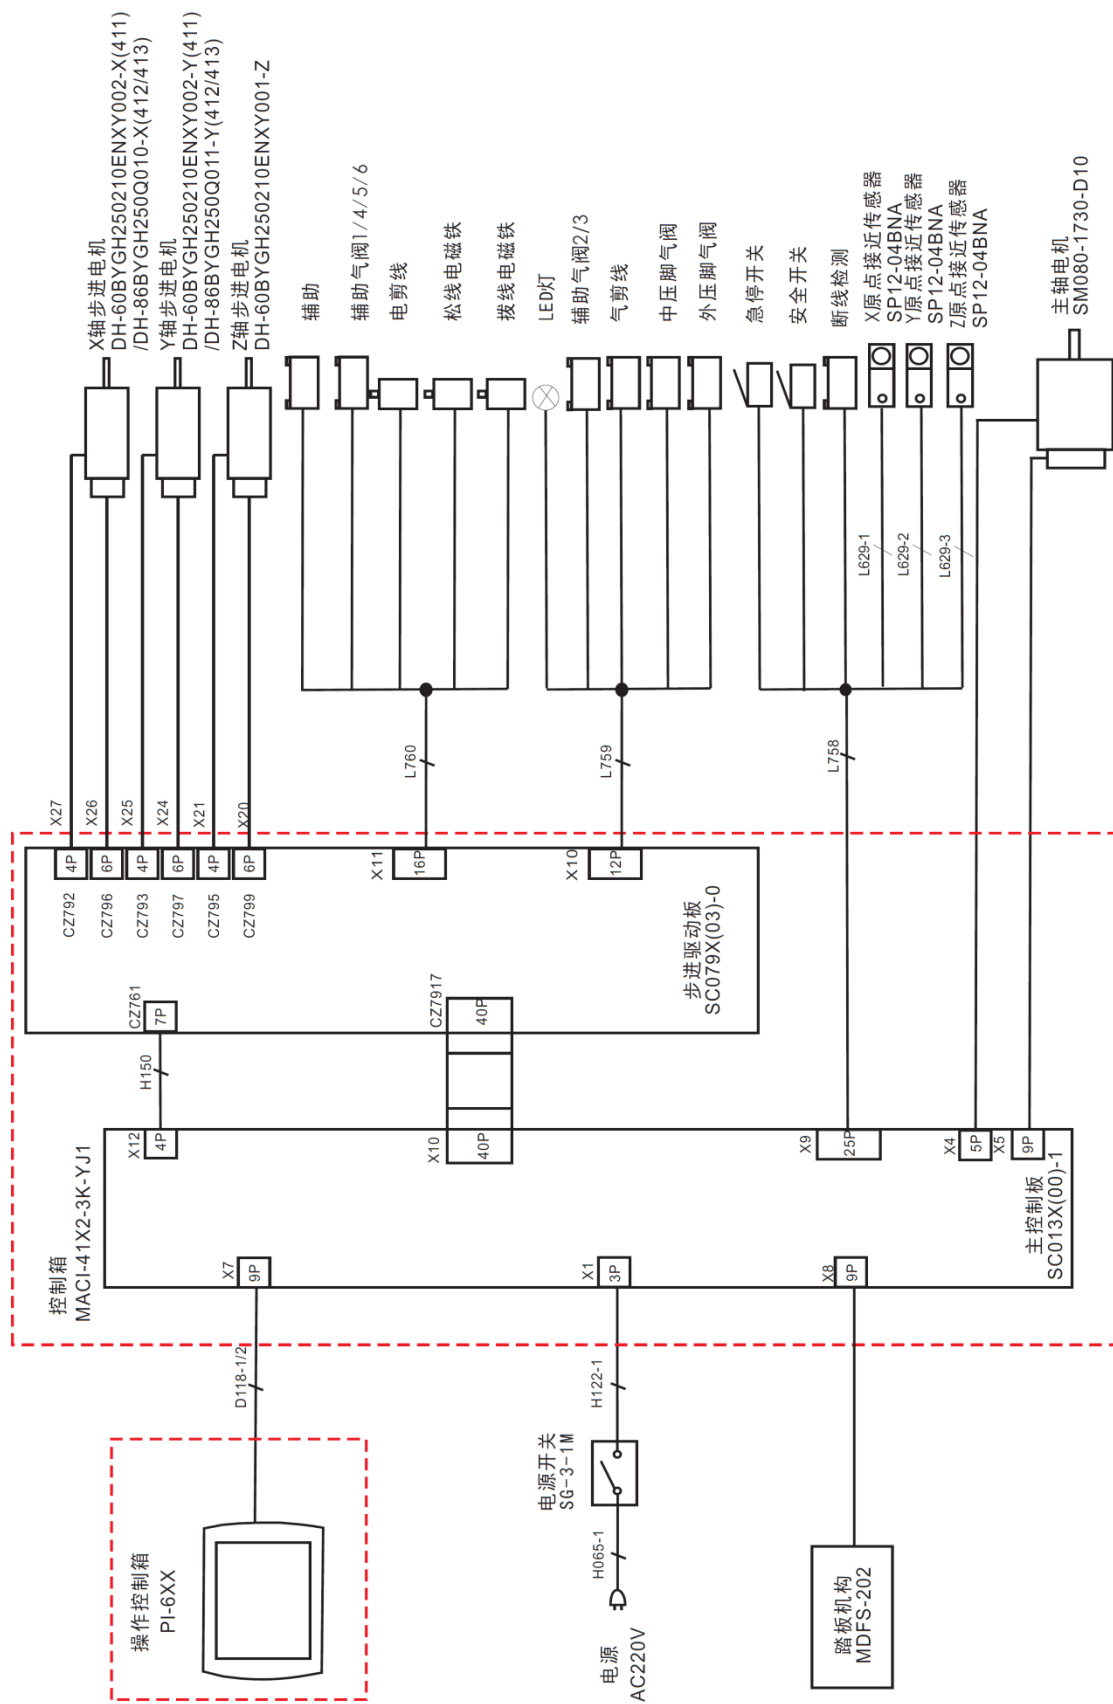 X轴步进电机
DH-60BYGH250210ENXY002-X(411)
/DH-86BYGH250Q010-X(412/413)
Y轴步进电机
DH-60BYGH250210ENXY002-Y(411)
/DH-86BYGH250Q011-Y(412/413)
Z轴步进电机
DH-60BYGH250210ENXY001-Z
辅助
辅助气阀1/4/5/6
电剪线
松线电磁铁
拨线电磁铁
LED灯
辅助气阀2/3
气剪线
中压脚气阀
外压脚气阀
急停开关
安全开关
断线检测
X原点接近传感器
SP12-04BNA
Y原点接近传感器
SP12-04BNA
Z原点接近传感器
SP12-04BNA
主轴电机
SM080-1730-D10
L629-1
L629-2
L629-3
L760
L759
L758
X27
X26
X25
X24
X21
X20
X11
X10
4P
6P
4P
6P
4P
6P
16P
12P
CZ792
CZ796
CZ793
CZ797
CZ795
CZ799
步进驱动板
SC079X(03)-0
CZ761
7P
CZ7917
40P
H150
X12
4P
X10
40P
X9
25P
X4
5P
X5
9P
控制箱
MACI-41X2-3K-YJ1
主控制板
SC013X(00)-1
X7
9P
X1
3P
X8
9P
D118-1/2
H122-1
电源开关
SG-3-1M
H065-1
操作控制箱
PI-6XX
电源
AC220V
踏板机构
MDFS-202